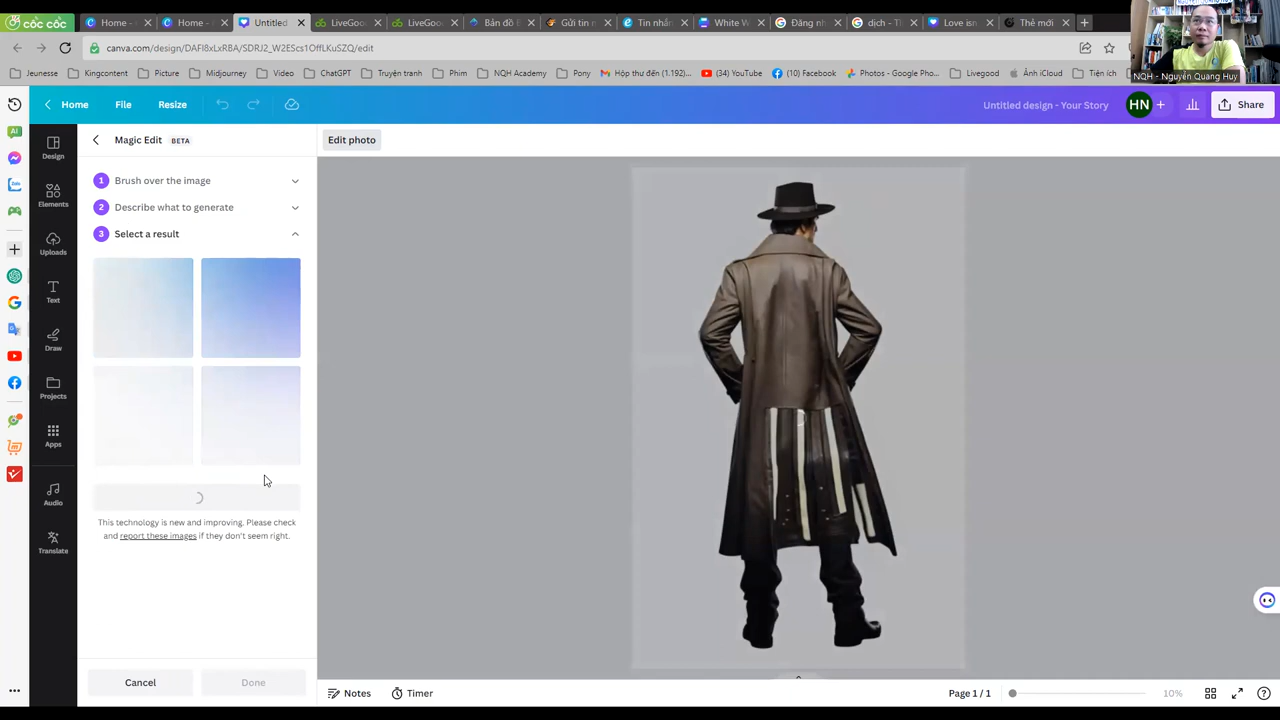 cốc cốc
Home -
Home -
Untitled
LiveGoo
LiveGoo
Bản đồ E
Gửi tin n
Tin nhắn
White W
Đăng nh
dịch - Th
Love isn
Thẻ mới
canva.com/design/DAFl8xLxRBA/SDRJ2_W2EScs1OffLKuSZQ/edit
Jeunesse
Kingcontent
Picture
Midjourney
Video
ChatGPT
Truyện tranh
Phim
NQH Academy
Pony
Hộp thư đến (1.192)...
(34) YouTube
(10) Facebook
Photos - Google Pho...
Livegood
Ảnh iCloud
Tiện ích
NQH - Nguyễn Quang Huy
Home
File
Resize
Untitled design - Your Story
HN
Share
AI
Zalo
Design
Elements
Uploads
Text
Draw
Projects
Apps
Audio
Translate
Magic Edit BETA
1 Brush over the image
2 Describe what to generate
3 Select a result
This technology is new and improving. Please check
and report these images if they don't seem right.
Cancel
Done
Edit photo
Notes
Timer
Page 1 / 1
10%